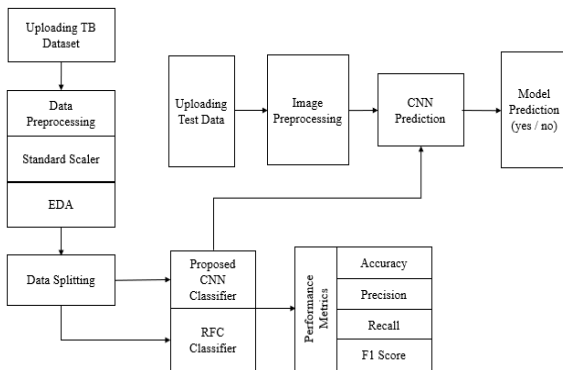 Uploading TB
Dataset
Data
Preprocessing
Standard Scaler
EDA
Data Splitting
Uploading
Test Data
Image
Preprocessing
CNN
Prediction
Model
Prediction
(yes / no)
Proposed
CNN
Classifier
RFC
Classifier
Performance
Metrics
Accuracy
Precision
Recall
F1 Score